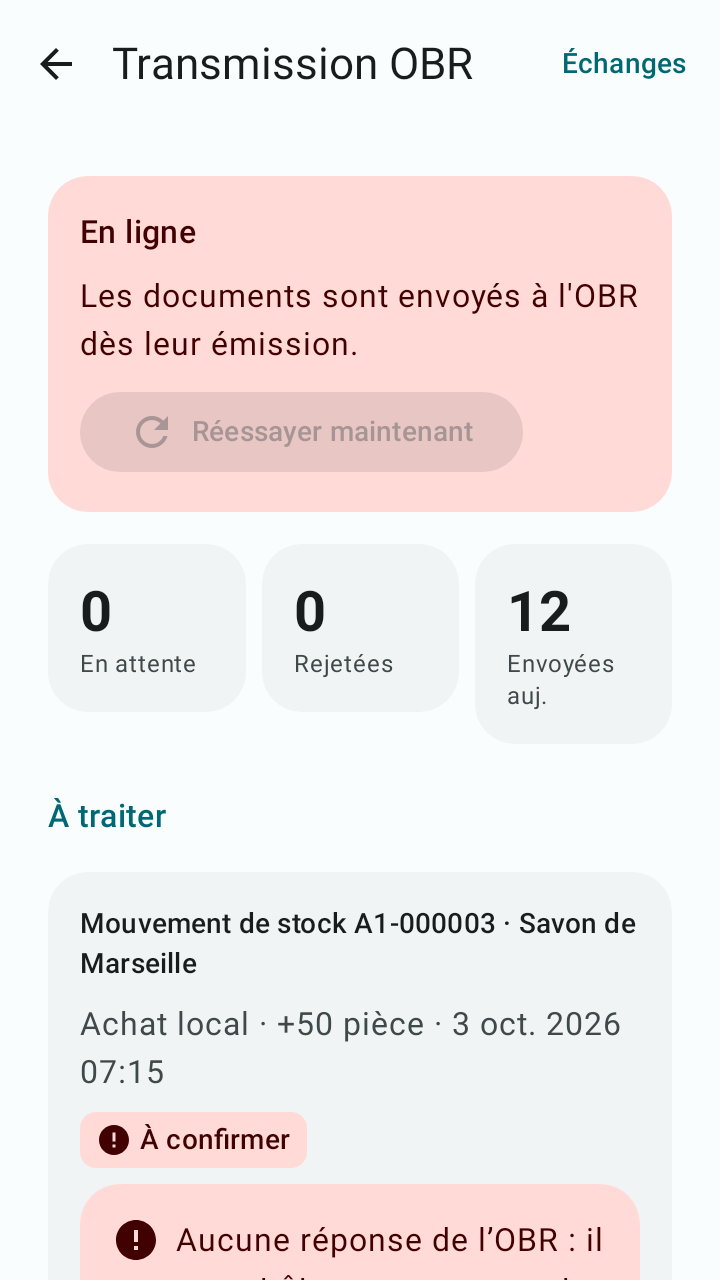 Transmission OBR
Échanges
En ligne
Les documents sont envoyés à l'OBR
dès leur émission.
Réessayer maintenant
0
En attente
0
Rejetées
12
Envoyées
auj.
À traiter
Mouvement de stock A1-000003 · Savon de
Marseille
Achat local · +50 pièce · 3 oct. 2026
07:15
À confirmer
Aucune réponse de l’OBR : il